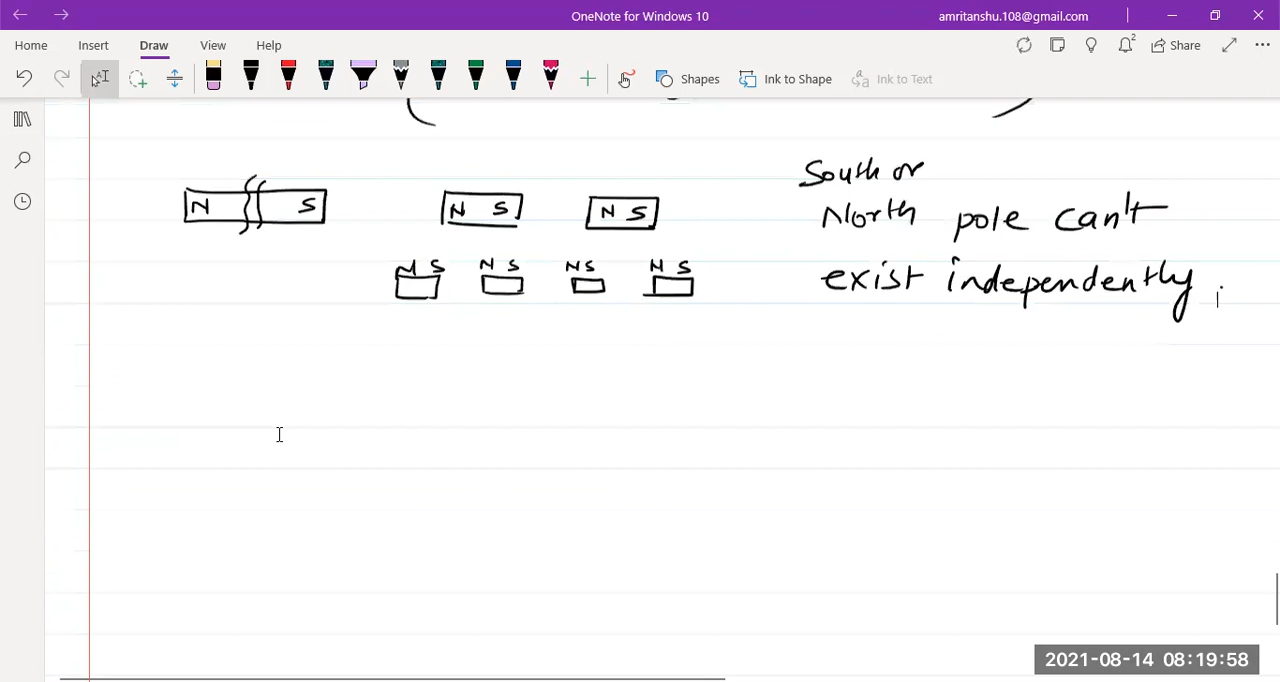 OneNote for Windows 10
amritanshu.108@gmail.com
Home Insert Draw View Help
2 Share
Shapes Ink to Shape Ink to Text
South or
N S N S N S North pole can't
N S N S N S N S exist independently
2021-08-14 08:19:58